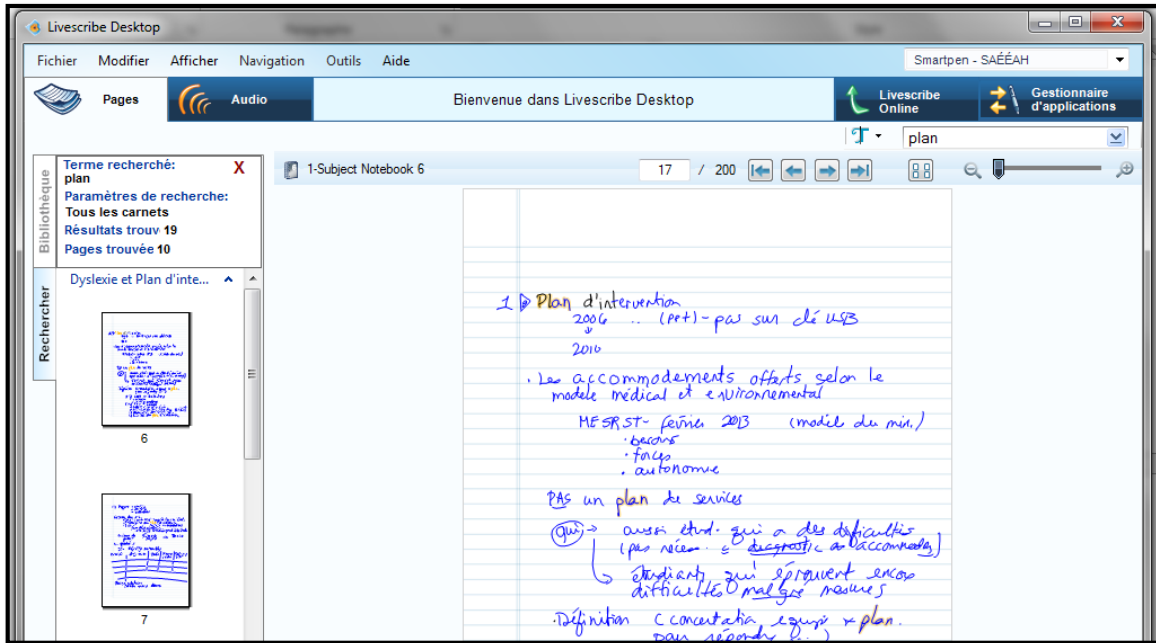 Livescribe Desktop
Fichier Modifier Afficher Navigation Outils Aide
Smartpen - SAÉÉAH
Pages
Audio
Bienvenue dans Livescribe Desktop
Livescribe Online
Gestionnaire d'applications
plan
Bibliothèque
Rechercher
Terme recherché: X
plan
Paramètres de recherche:
Tous les carnets
Résultats trouv 19
Pages trouvée 10
Dyslexie et Plan d'inte...
6
7
1-Subject Notebook 6
17 / 200
1 Plan d'intervention
2006 .. (ppt) - pas sur clé USB
2010
. Les accommodements offerts selon le
modèle médical et environnemental
MESRST- février 2013 (modèle du min.)
. besoins
. forces
. autonomie
PAS un plan de services
qui → aussi étud. qui a des difficultés
(pas néces. diagnostic
étudiants qui éprouvent encore
difficultés malgré mesures
. Définition (concertation équipe plan.
pour répondre